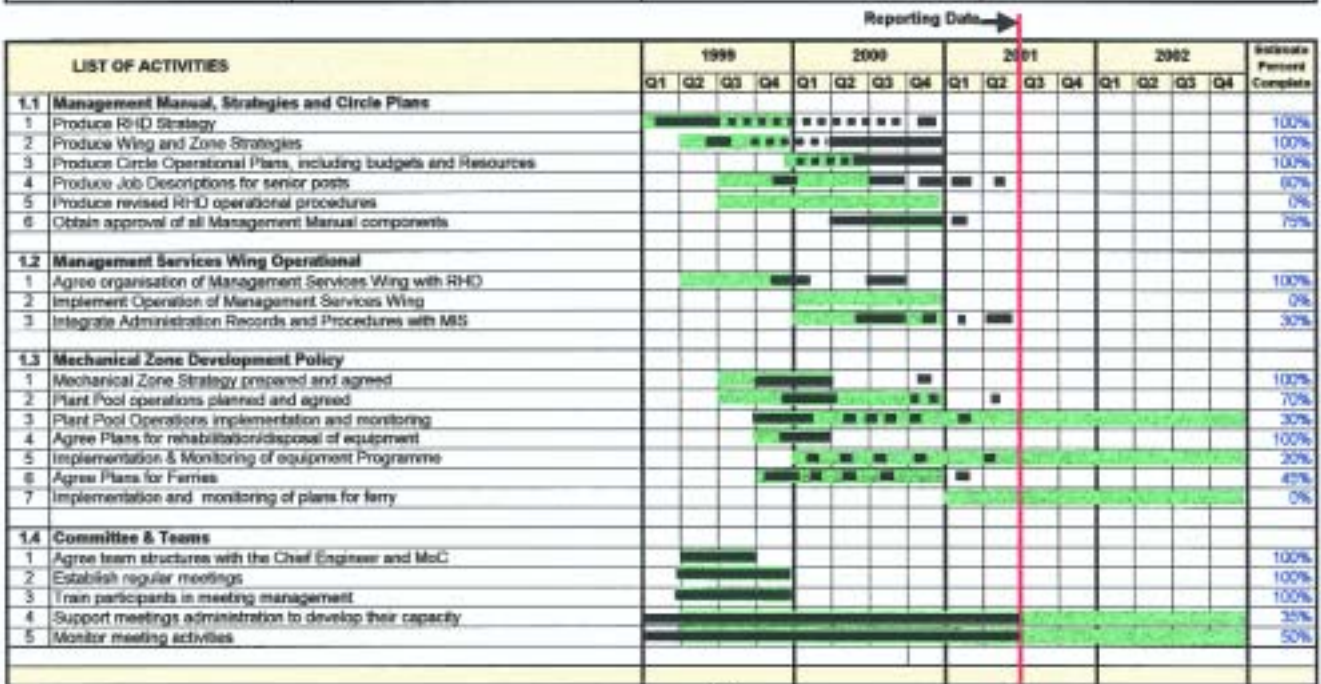 Reporting Date
LIST OF ACTIVITIES 1999 2000 2001 2002 Estimate Percent Complete
Q1 Q2 Q3 Q4 Q1 Q2 Q3 Q4 Q1 Q2 Q3 Q4 Q1 Q2 Q3 Q4
1.1 Management Manual, Strategies and Circle Plans
1 Produce RHD Strategy 100%
2 Produce Wing and Zone Strategies 100%
3 Produce Circle Operational Plans, including budgets and Resources 100%
4 Produce Job Descriptions for senior posts 60%
5 Produce revised RHD operational procedures 0%
6 Obtain approval of all Management Manual components 75%
1.2 Management Services Wing Operational
1 Agree organisation of Management Services Wing with RHD 100%
2 Implement Operation of Management Services Wing 0%
3 Integrate Administration Records and Procedures with MIS 30%
1.3 Mechanical Zone Development Policy
1 Mechanical Zone Strategy prepared and agreed 100%
2 Plant Pool operations planned and agreed 70%
3 Plant Pool Operations implementation and monitoring 30%
4 Agree Plans for rehabilitation/disposal of equipment 100%
5 Implementation & Monitoring of equipment Programme 20%
6 Agree Plans for Ferries 45%
7 Implementation and monitoring of plans for ferry 0%
1.4 Committee & Teams
1 Agree team structures with the Chief Engineer and MoC 100%
2 Establish regular meetings 100%
3 Train participants in meeting management 100%
4 Support meetings administration to develop their capacity 35%
5 Monitor meeting activities 50%